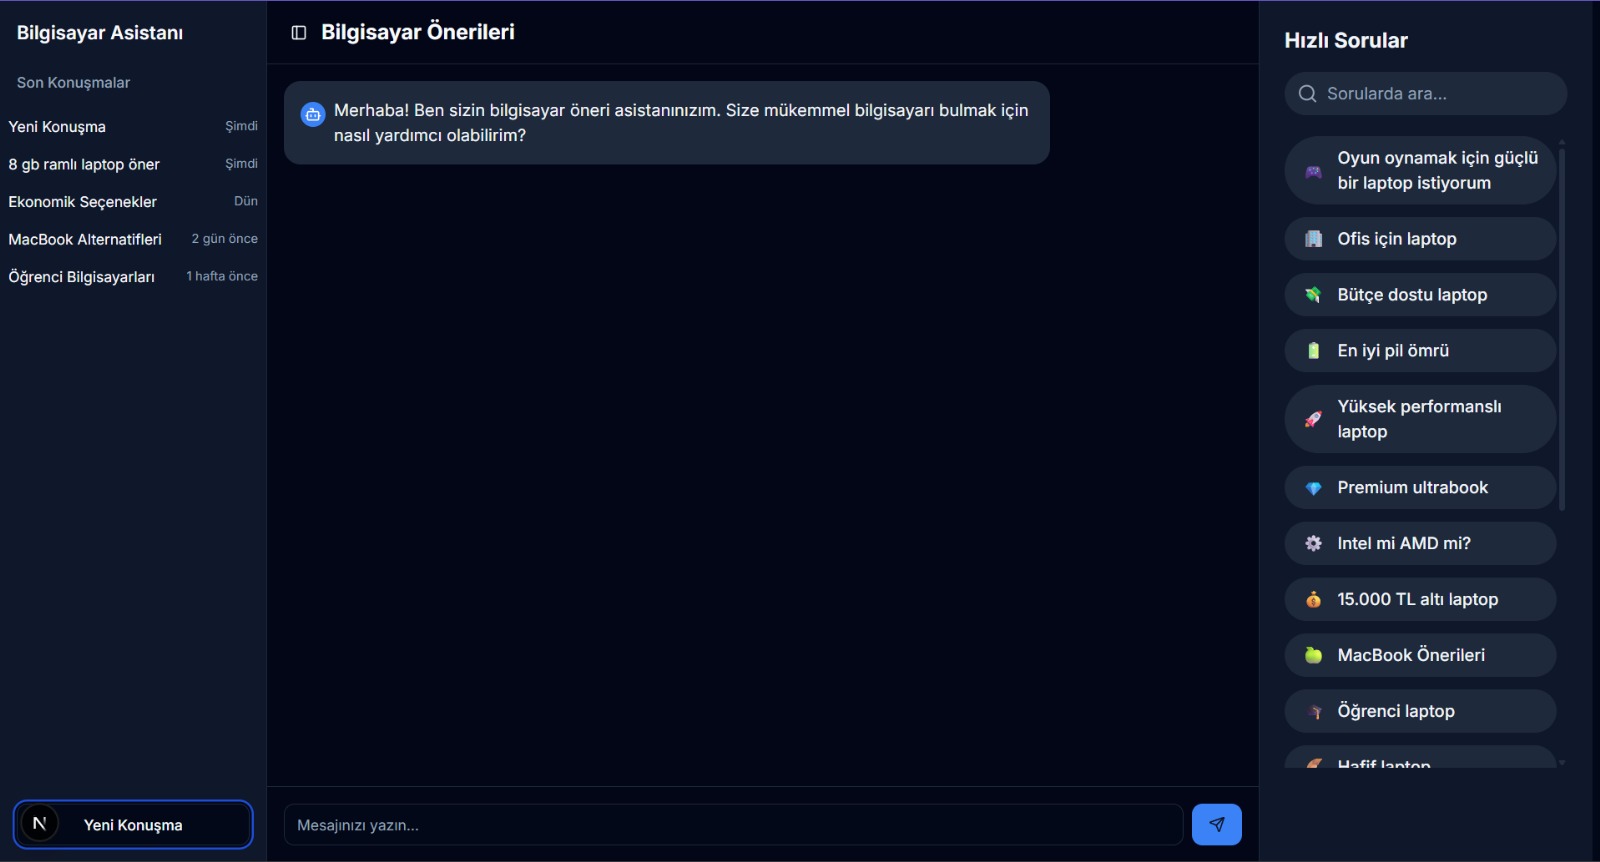 Bilgisayar Asistanı
Son Konuşmalar
Yeni Konuşma Şimdi
8 gb ramlı laptop öner Şimdi
Ekonomik Seçenekler Dün
MacBook Alternatifleri 2 gün önce
Öğrenci Bilgisayarları 1 hafta önce
N Yeni Konuşma
Bilgisayar Önerileri
Merhaba! Ben sizin bilgisayar öneri asistanınızım. Size mükemmel bilgisayarı bulmak için
nasıl yardımcı olabilirim?
Mesajınızı yazın...
Hızlı Sorular
Sorularda ara...
Oyun oynamak için güçlü
bir laptop istiyorum
Ofis için laptop
Bütçe dostu laptop
En iyi pil ömrü
Yüksek performanslı
laptop
Premium ultrabook
Intel mi AMD mi?
15.000 TL altı laptop
MacBook Önerileri
Öğrenci laptop
Hafif laptop